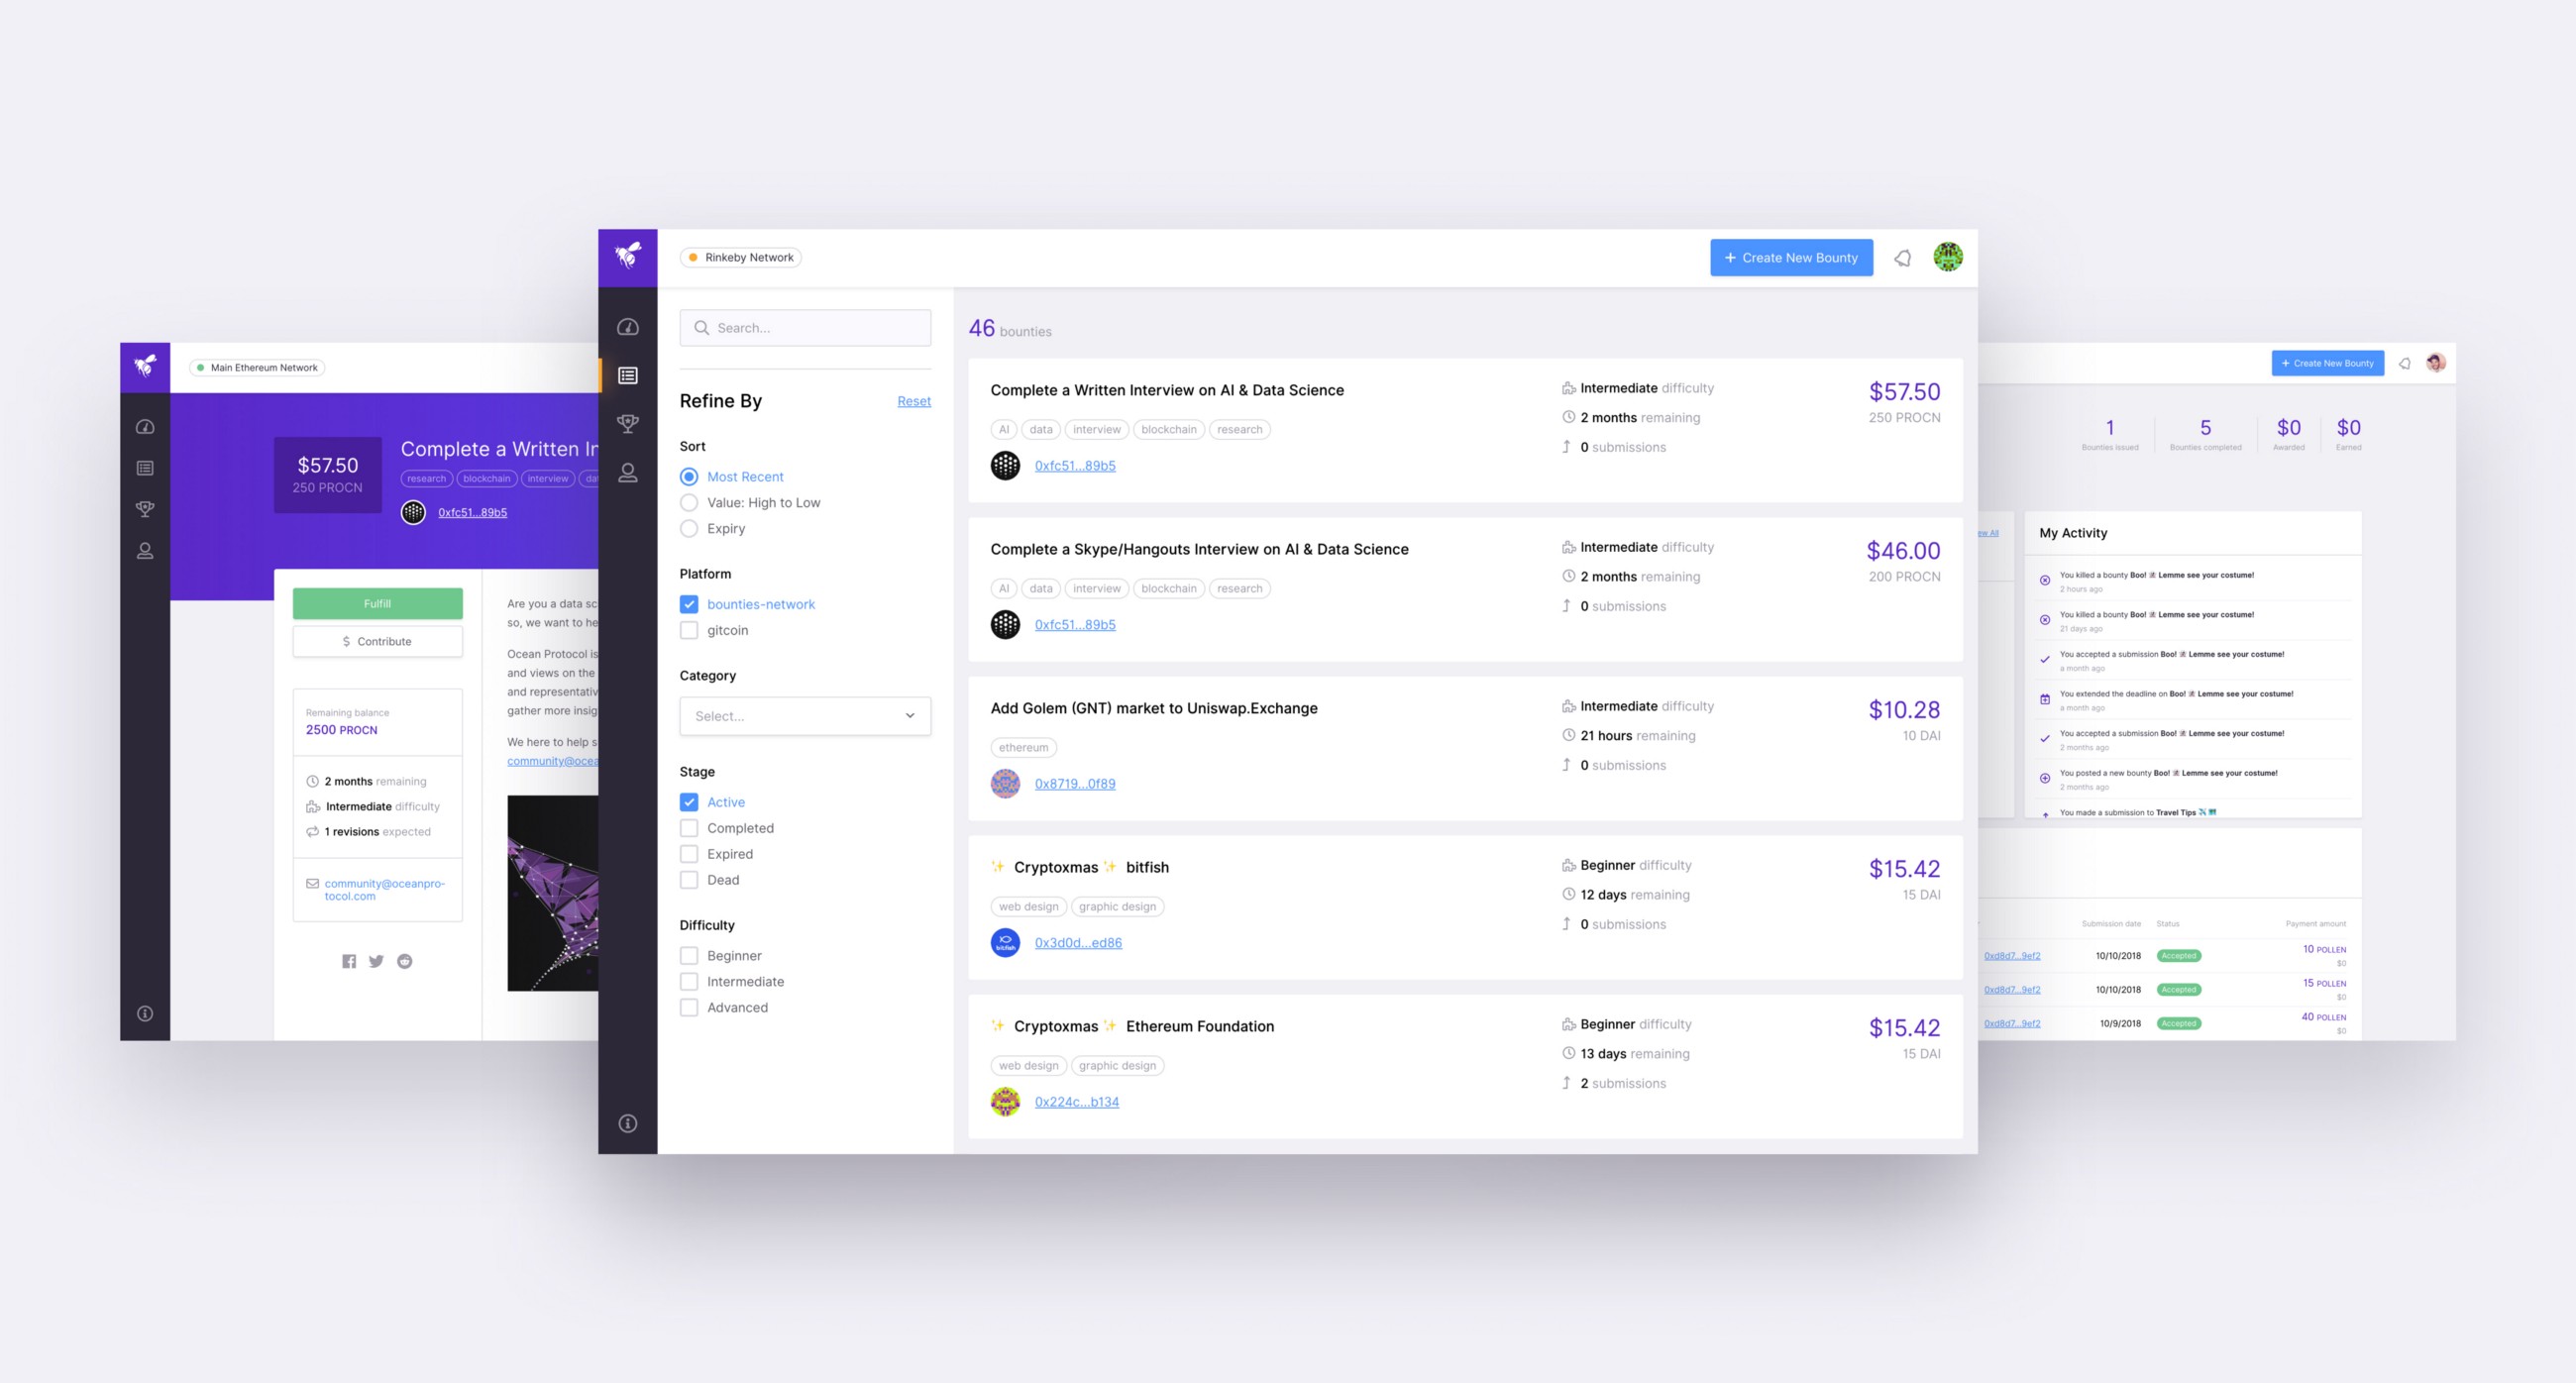 Main Ethereum Network
$57.50
250 PROCN
Complete a Written In
research
blockchain
interview
0xfc51...89b5
Fulfill
$ Contribute
Remaining balance
2500 PROCN
2 months remaining
Intermediate difficulty
1 revisions expected
community@oceanpro-
tocol.com
Are you a data sc
so, we want to he
Ocean Protocol is
and views on the
and representativ
gather more insig
We here to help s
community@ocea
Rinkeby Network
+ Create New Bounty
Search...
Refine By
Reset
Sort
Most Recent
Value: High to Low
Expiry
Platform
bounties-network
gitcoin
Category
Select...
Stage
Active
Completed
Expired
Dead
Difficulty
Beginner
Intermediate
Advanced
46 bounties
Complete a Written Interview on AI & Data Science
AI data interview blockchain research
0xfc51...89b5
Intermediate difficulty
2 months remaining
0 submissions
$57.50
250 PROCN
Complete a Skype/Hangouts Interview on AI & Data Science
AI data interview blockchain research
0xfc51...89b5
Intermediate difficulty
2 months remaining
0 submissions
$46.00
200 PROCN
Add Golem (GNT) market to Uniswap.Exchange
ethereum
0x8719...0f89
Intermediate difficulty
21 hours remaining
0 submissions
$10.28
10 DAI
✨ Cryptoxmas ✨ bitfish
web design graphic design
bitfish
0x3d0d...ed86
Beginner difficulty
12 days remaining
0 submissions
$15.42
15 DAI
✨ Cryptoxmas ✨ Ethereum Foundation
web design graphic design
0x224c...b134
Beginner difficulty
13 days remaining
2 submissions
$15.42
15 DAI
+ Create New Bounty
1
Bounties issued
5
Bounties completed
$0
Awarded
$0
Earned
ew All
My Activity
You killed a bounty Boo! Lemme see your costume!
2 hours ago
You killed a bounty Boo! Lemme see your costume!
21 days ago
You accepted a submission Boo! Lemme see your costume!
a month ago
You extended the deadline on Boo! Lemme see your costume!
a month ago
You accepted a submission Boo! Lemme see your costume!
2 months ago
You posted a new bounty Boo! Lemme see your costume!
2 months ago
You made a submission to Travel Tips
Submission date Status Payment amount
0xd8d7...9ef2 10/10/2018 Accepted 10 POLLEN
$0
0xd8d7...9ef2 10/10/2018 Accepted 15 POLLEN
$0
0xd8d7...9ef2 10/9/2018 Accepted 40 POLLEN
$0